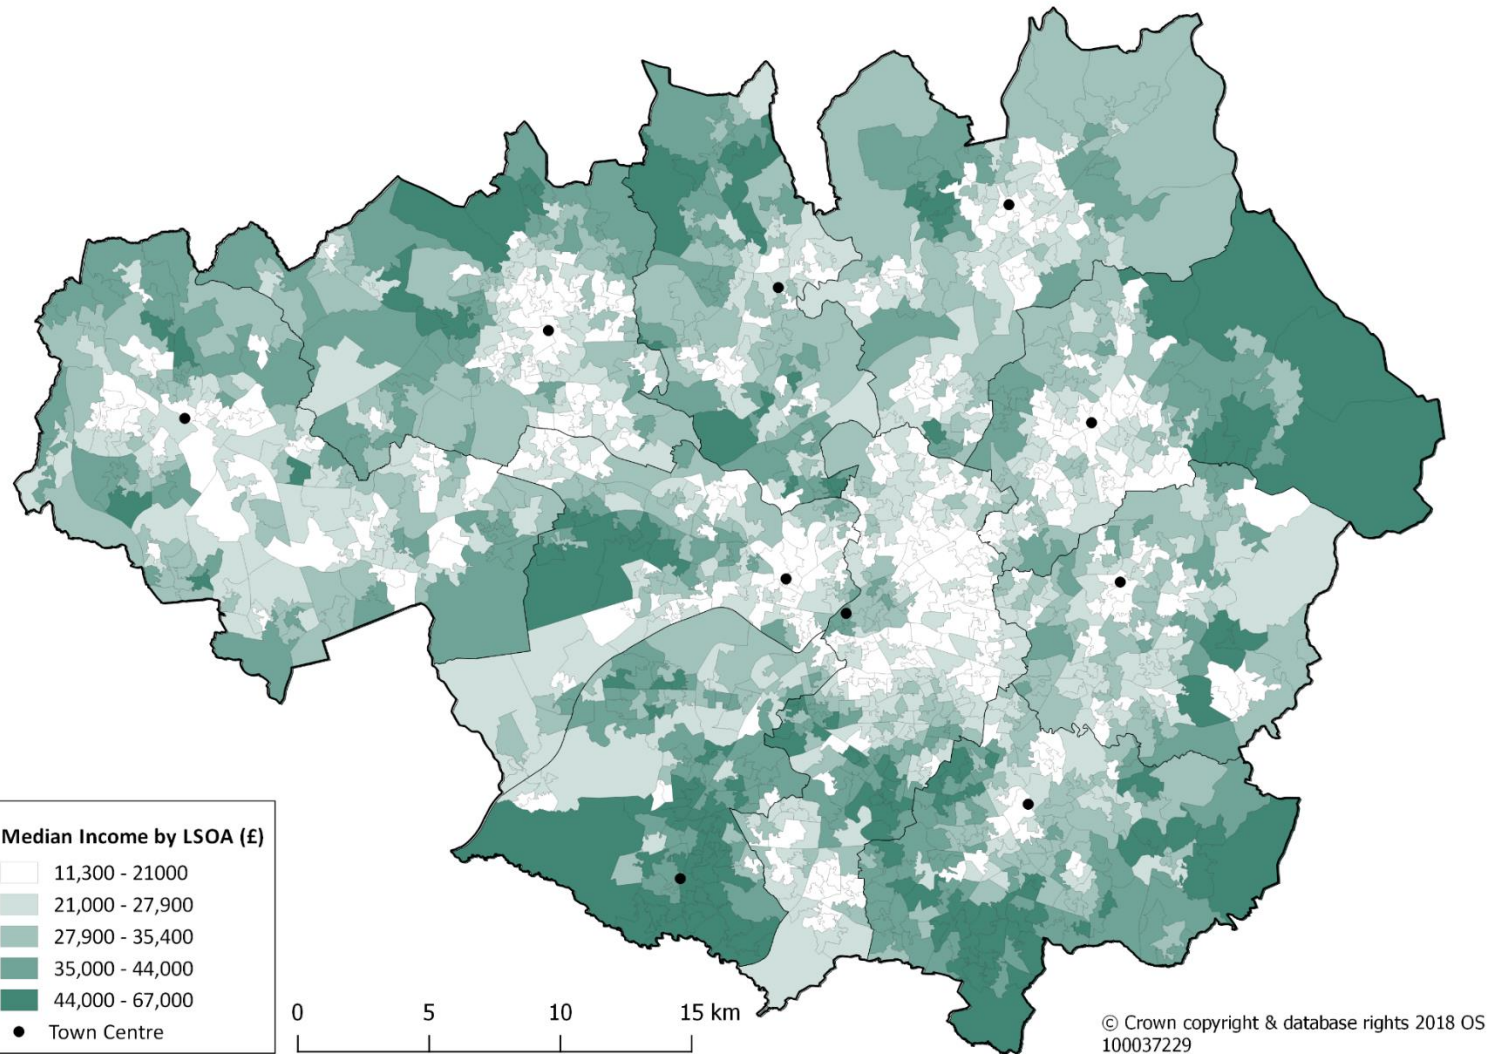 Median Income by LSOA (£)
11,300 - 21000
21,000 - 27,900
27,900 - 35,400
35,000 - 44,000
44,000 - 67,000
Town Centre
0 5 10 15 km
© Crown copyright & database rights 2018 OS
100037229